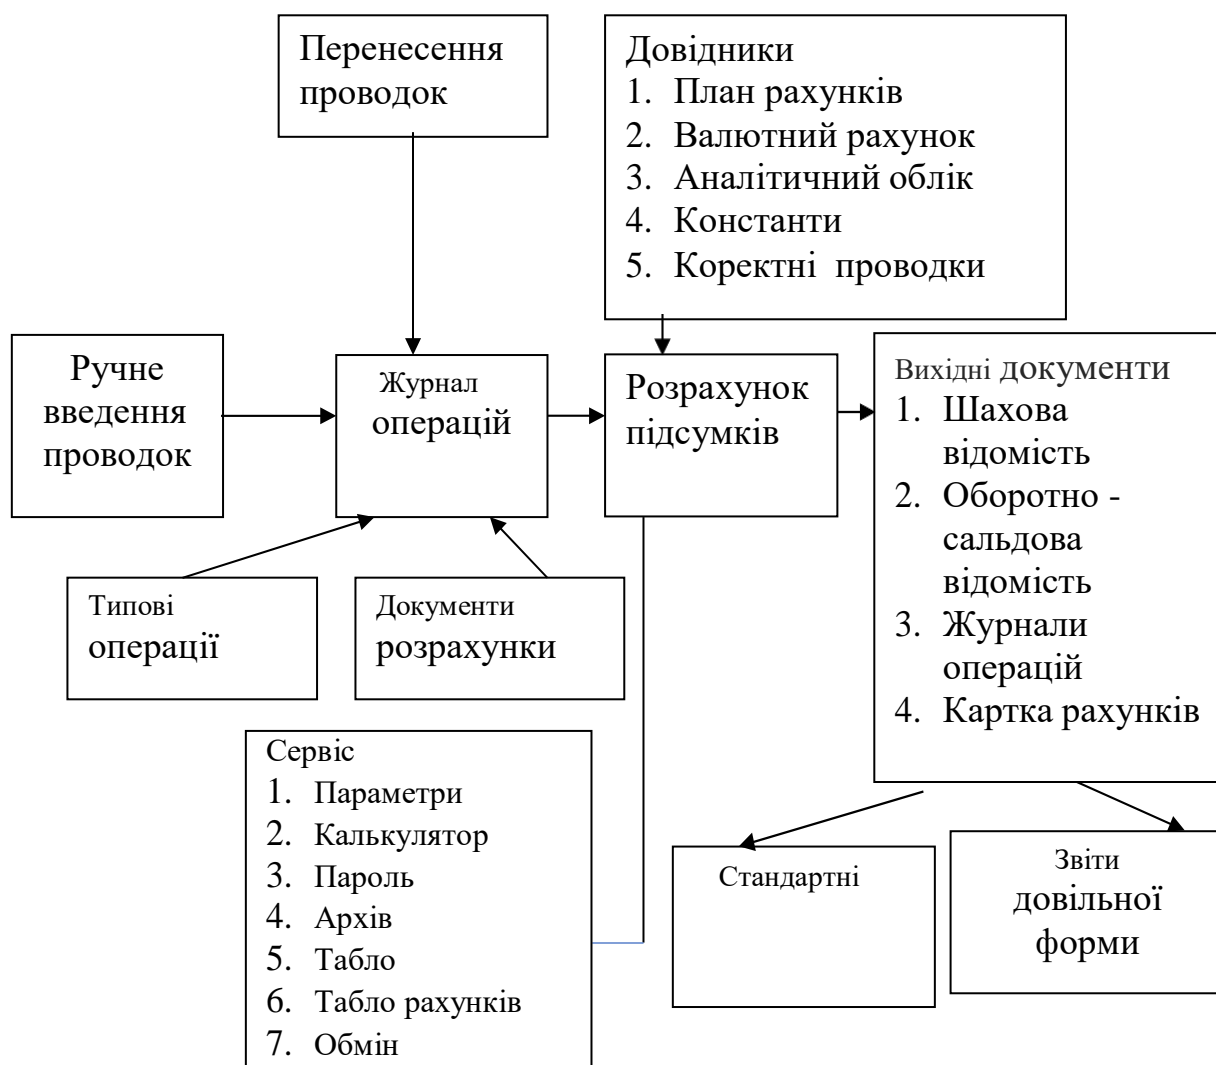 Перенесення
проводок
Довідники
1. План рахунків
2. Валютний рахунок
3. Аналітичний облік
4. Константи
5. Коректні проводки
Ручне
введення
проводок
Журнал
операцій
Розрахунок
підсумків
Вихідні документи
1. Шахова
відомість
2. Оборотно -
сальдова
відомість
3. Журнали
операцій
4. Картка рахунків
Типові
операції
Документи
розрахунки
Сервіс
1. Параметри
2. Калькулятор
3. Пароль
4. Архів
5. Табло
6. Табло рахунків
7. Обмін
Стандартні
Звіти
довільної
форми